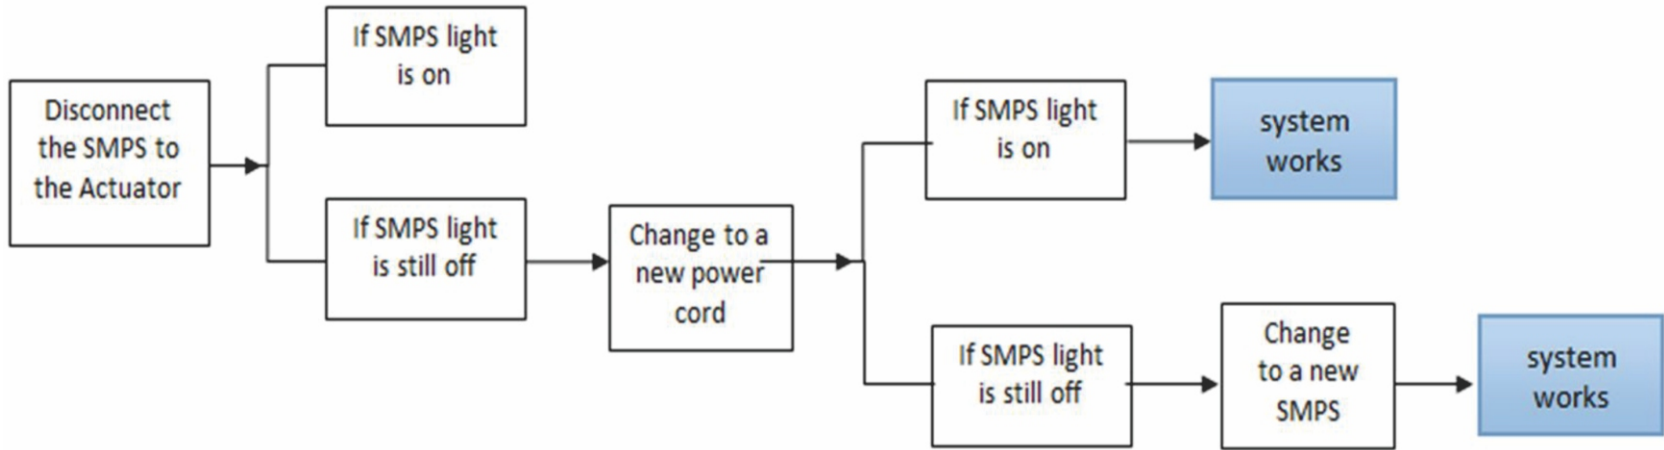 If SMPS light
is on
Disconnect
the SMPS to
the Actuator
If SMPS light
is still off
Change to a
new power
cord
If SMPS light
is on
system
works
If SMPS light
is still off
Change
to a new
SMPS
system
works